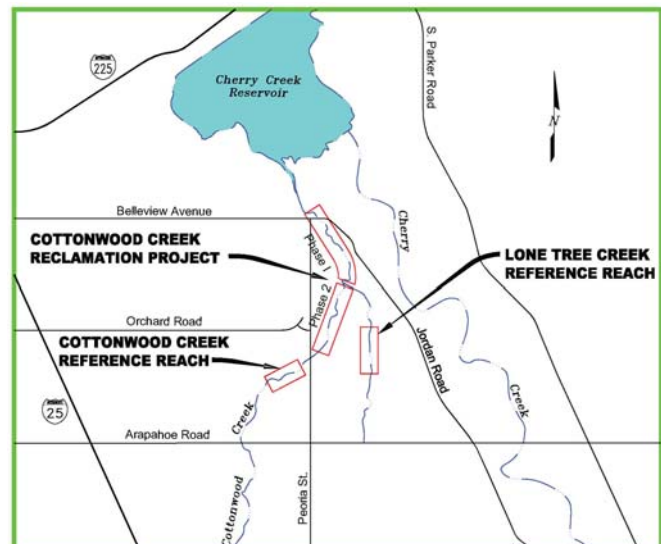 225
Cherry Creek
Reservoir
S. Parker Road
N
Belleview Avenue
Cherry
COTTONWOOD CREEK
RECLAMATION PROJECT
Phase 1
LONE TREE CREEK
REFERENCE REACH
Phase 2
Orchard Road
COTTONWOOD CREEK
REFERENCE REACH
Jordan Road
25
Creek
Creek
Arapahoe Road
Cottonwood
Peoria St.